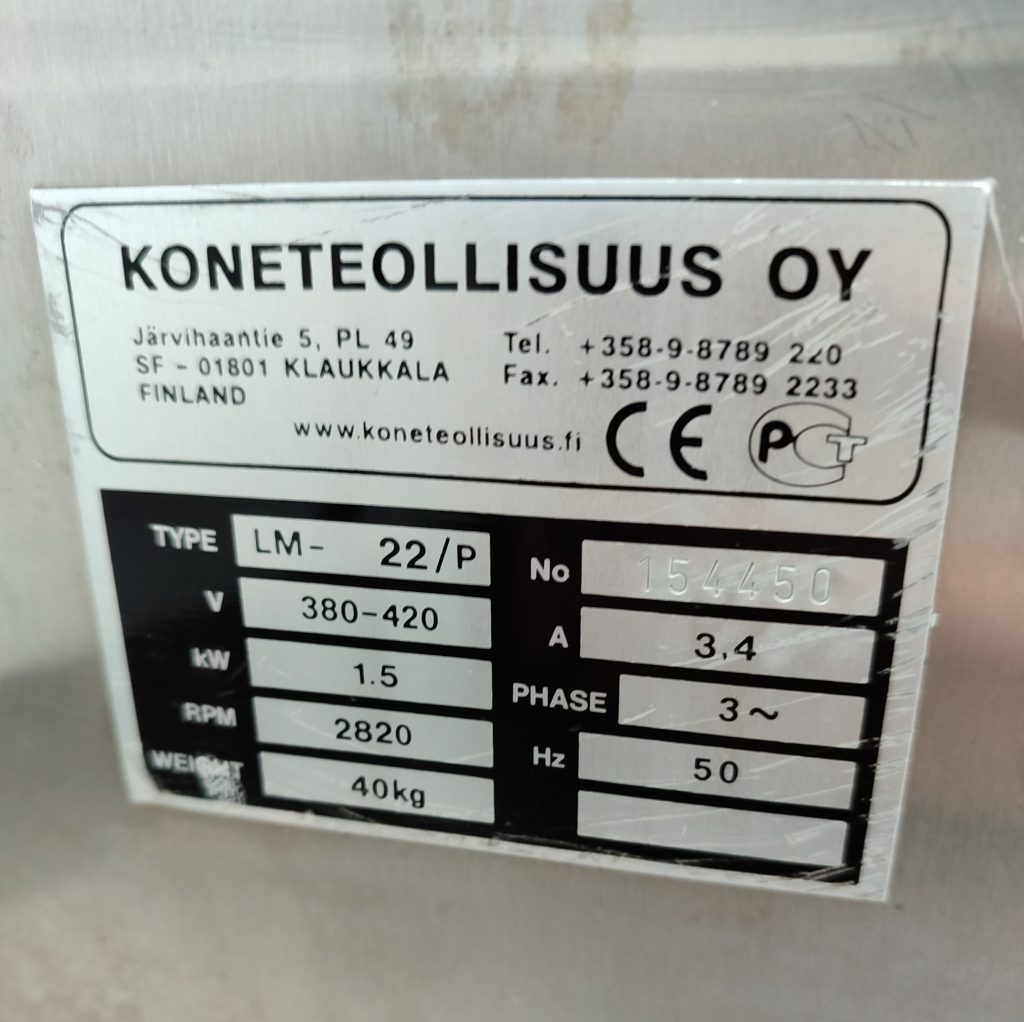 KONETEOLLISUUS OY
Järvihaantie 5, PL 49
SF - 01801 KLAUKKALA
FINLAND
Tel. +358-9-8789 220
Fax. +358-9-8789 2233
www.koneteollisuus.fi
CE PCT
TYPE LM- 22/P
V 380-420
kW 1.5
RPM 2820
WEIGHT 40kg
No 154450
A 3,4
PHASE 3~
Hz 50